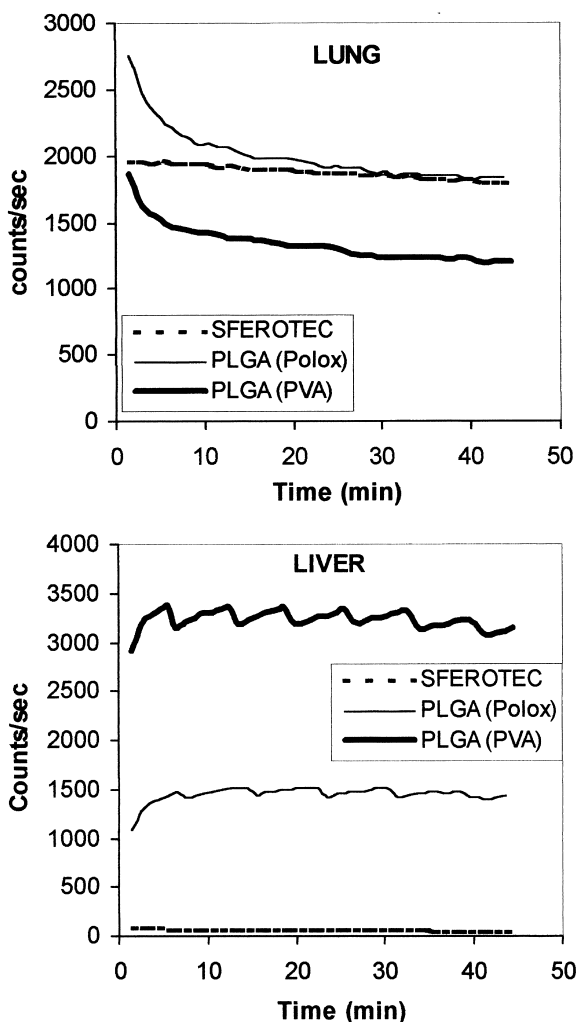 LUNG
3000
2500
2000
1500
1000
500
0
counts/sec
SFEROTEC
PLGA (Polox)
PLGA (PVA)
0 10 20 30 40 50
Time (min)
LIVER
4000
3500
3000
2500
2000
1500
1000
500
0
Counts/sec
SFEROTEC
PLGA (Polox)
PLGA (PVA)
0 10 20 30 40 50
Time (min)